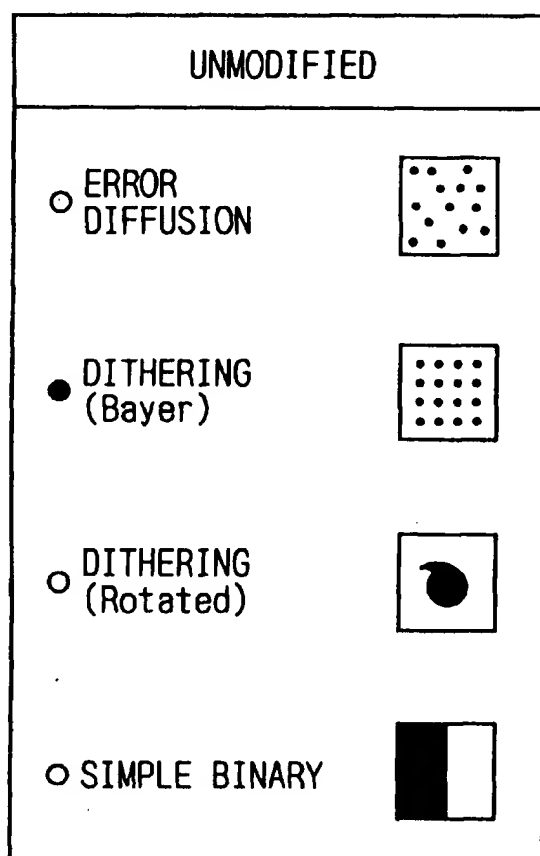 UNMODIFIED
ERROR
DIFFUSION
DITHERING
(Bayer)
DITHERING
(Rotated)
SIMPLE BINARY